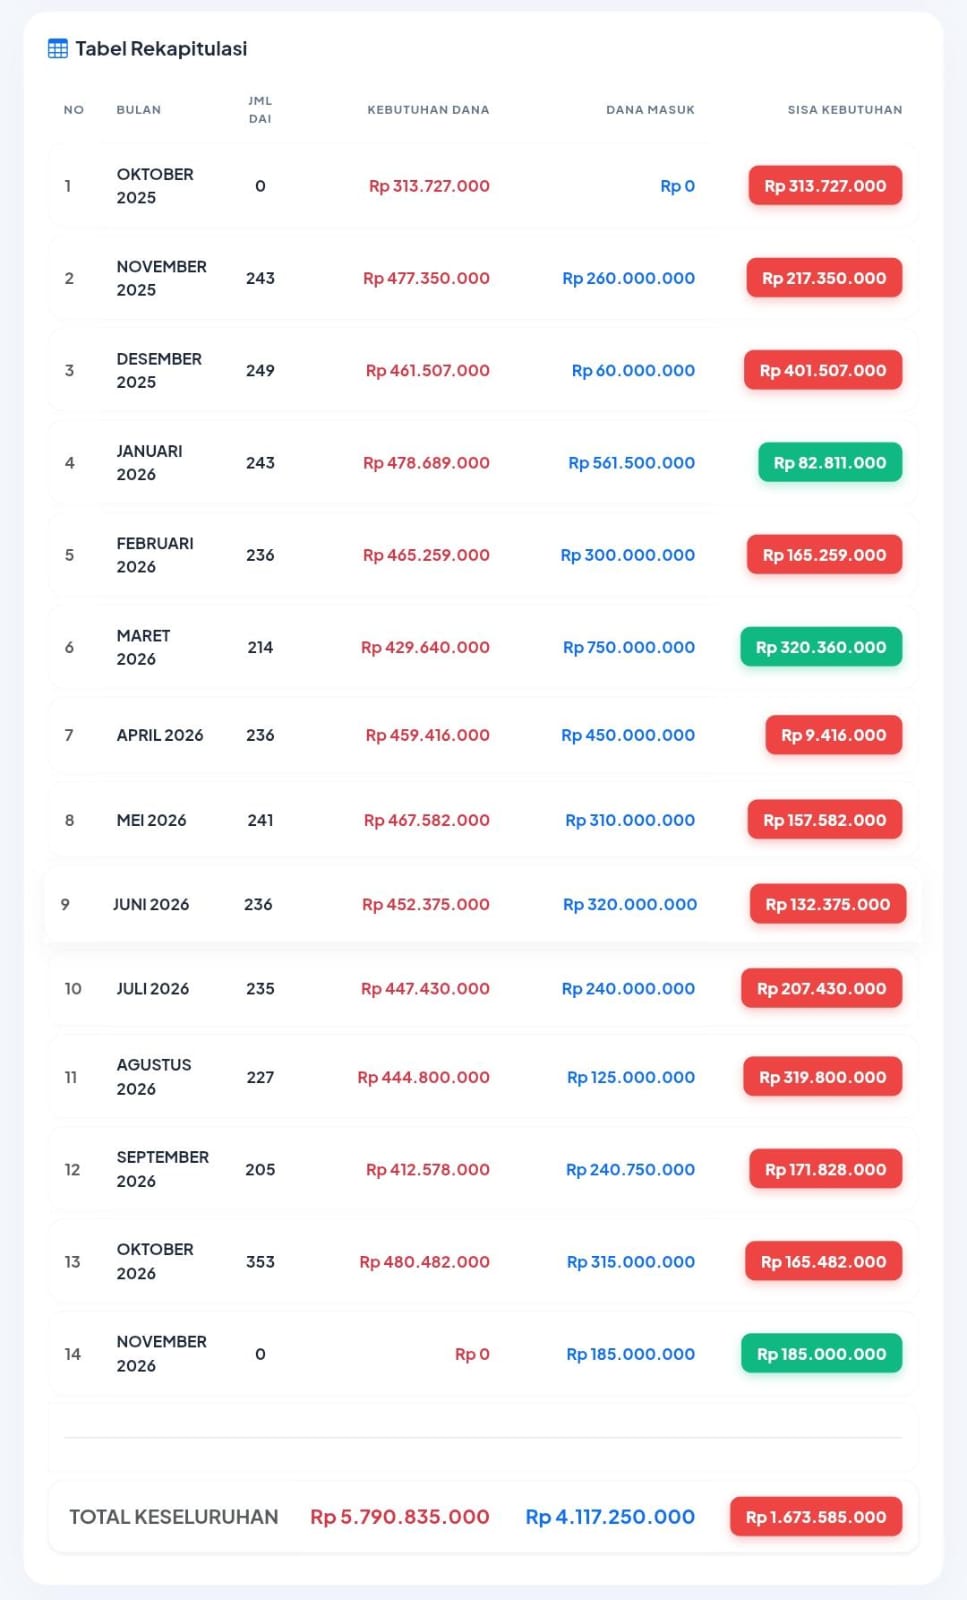 Tabel Rekapitulasi
NO BULAN JML DAI KEBUTUHAN DANA DANA MASUK SISA KEBUTUHAN
1 OKTOBER 2025 0 Rp 313.727.000 Rp 0 Rp 313.727.000
2 NOVEMBER 2025 243 Rp 477.350.000 Rp 260.000.000 Rp 217.350.000
3 DESEMBER 2025 249 Rp 461.507.000 Rp 60.000.000 Rp 401.507.000
4 JANUARI 2026 243 Rp 478.689.000 Rp 561.500.000 Rp 82.811.000
5 FEBRUARI 2026 236 Rp 465.259.000 Rp 300.000.000 Rp 165.259.000
6 MARET 2026 214 Rp 429.640.000 Rp 750.000.000 Rp 320.360.000
7 APRIL 2026 236 Rp 459.416.000 Rp 450.000.000 Rp 9.416.000
8 MEI 2026 241 Rp 467.582.000 Rp 310.000.000 Rp 157.582.000
9 JUNI 2026 236 Rp 452.375.000 Rp 320.000.000 Rp 132.375.000
10 JULI 2026 235 Rp 447.430.000 Rp 240.000.000 Rp 207.430.000
11 AGUSTUS 2026 227 Rp 444.800.000 Rp 125.000.000 Rp 319.800.000
12 SEPTEMBER 2026 205 Rp 412.578.000 Rp 240.750.000 Rp 171.828.000
13 OKTOBER 2026 353 Rp 480.482.000 Rp 315.000.000 Rp 165.482.000
14 NOVEMBER 2026 0 Rp 0 Rp 185.000.000 Rp 185.000.000
TOTAL KESELURUHAN Rp 5.790.835.000 Rp 4.117.250.000 Rp 1.673.585.000